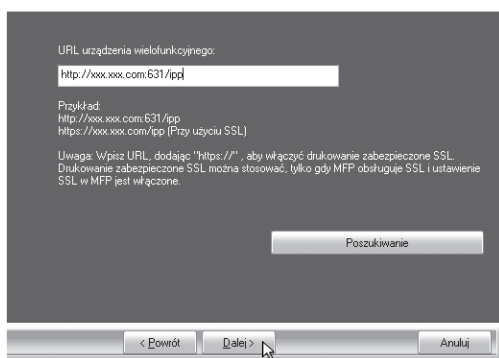 URL urządzenia wielofunkcyjnego:
http://xxx.xxx.com:631/ipp
Przykład:
http://xxx.xxx.com:631/ipp
https://xxx.xxx.com/ipp (Przy użyciu SSL)
Uwaga: Wpisz URL, dodając "https://" , aby włączyć drukowanie zabezpieczone SSL.
Drukowanie zabezpieczone SSL można stosować, tylko gdy MFP obsługuje SSL i ustawienie
SSL w MFP jest włączone.
Poszukiwanie
< Powrót
Dalej >
Anuluj